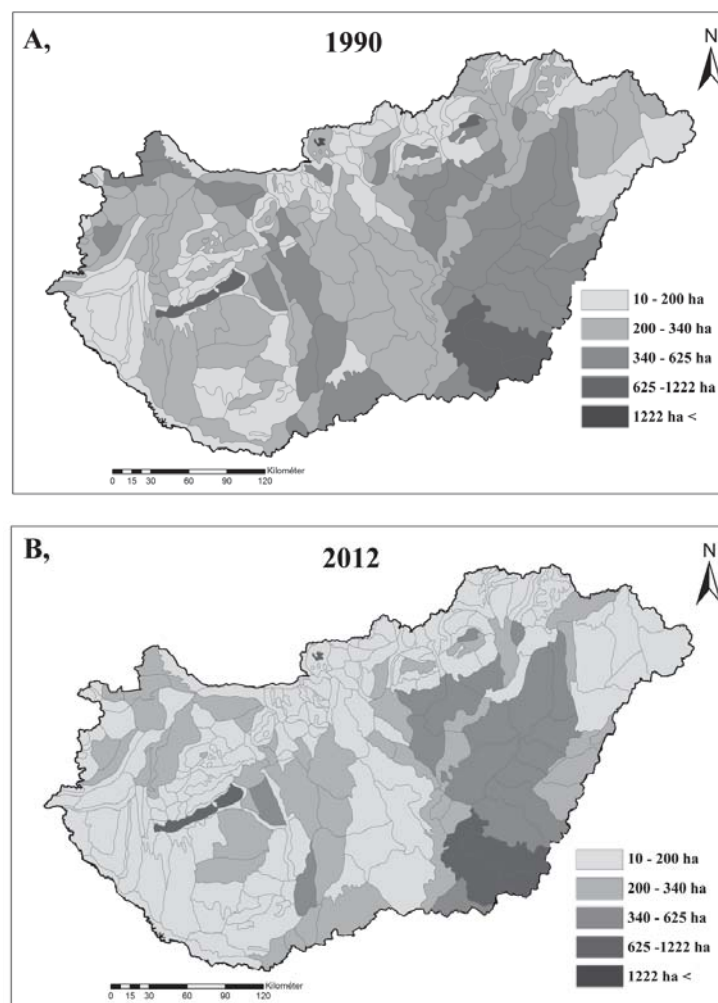 A,
1990
N
10 - 200 ha
200 - 340 ha
340 - 625 ha
625 -1222 ha
1222 ha <
Kilométer
0 15 30 60 90 120
B,
2012
N
10 - 200 ha
200 - 340 ha
340 - 625 ha
625 -1222 ha
1222 ha <
Kilométer
0 15 30 60 90 120